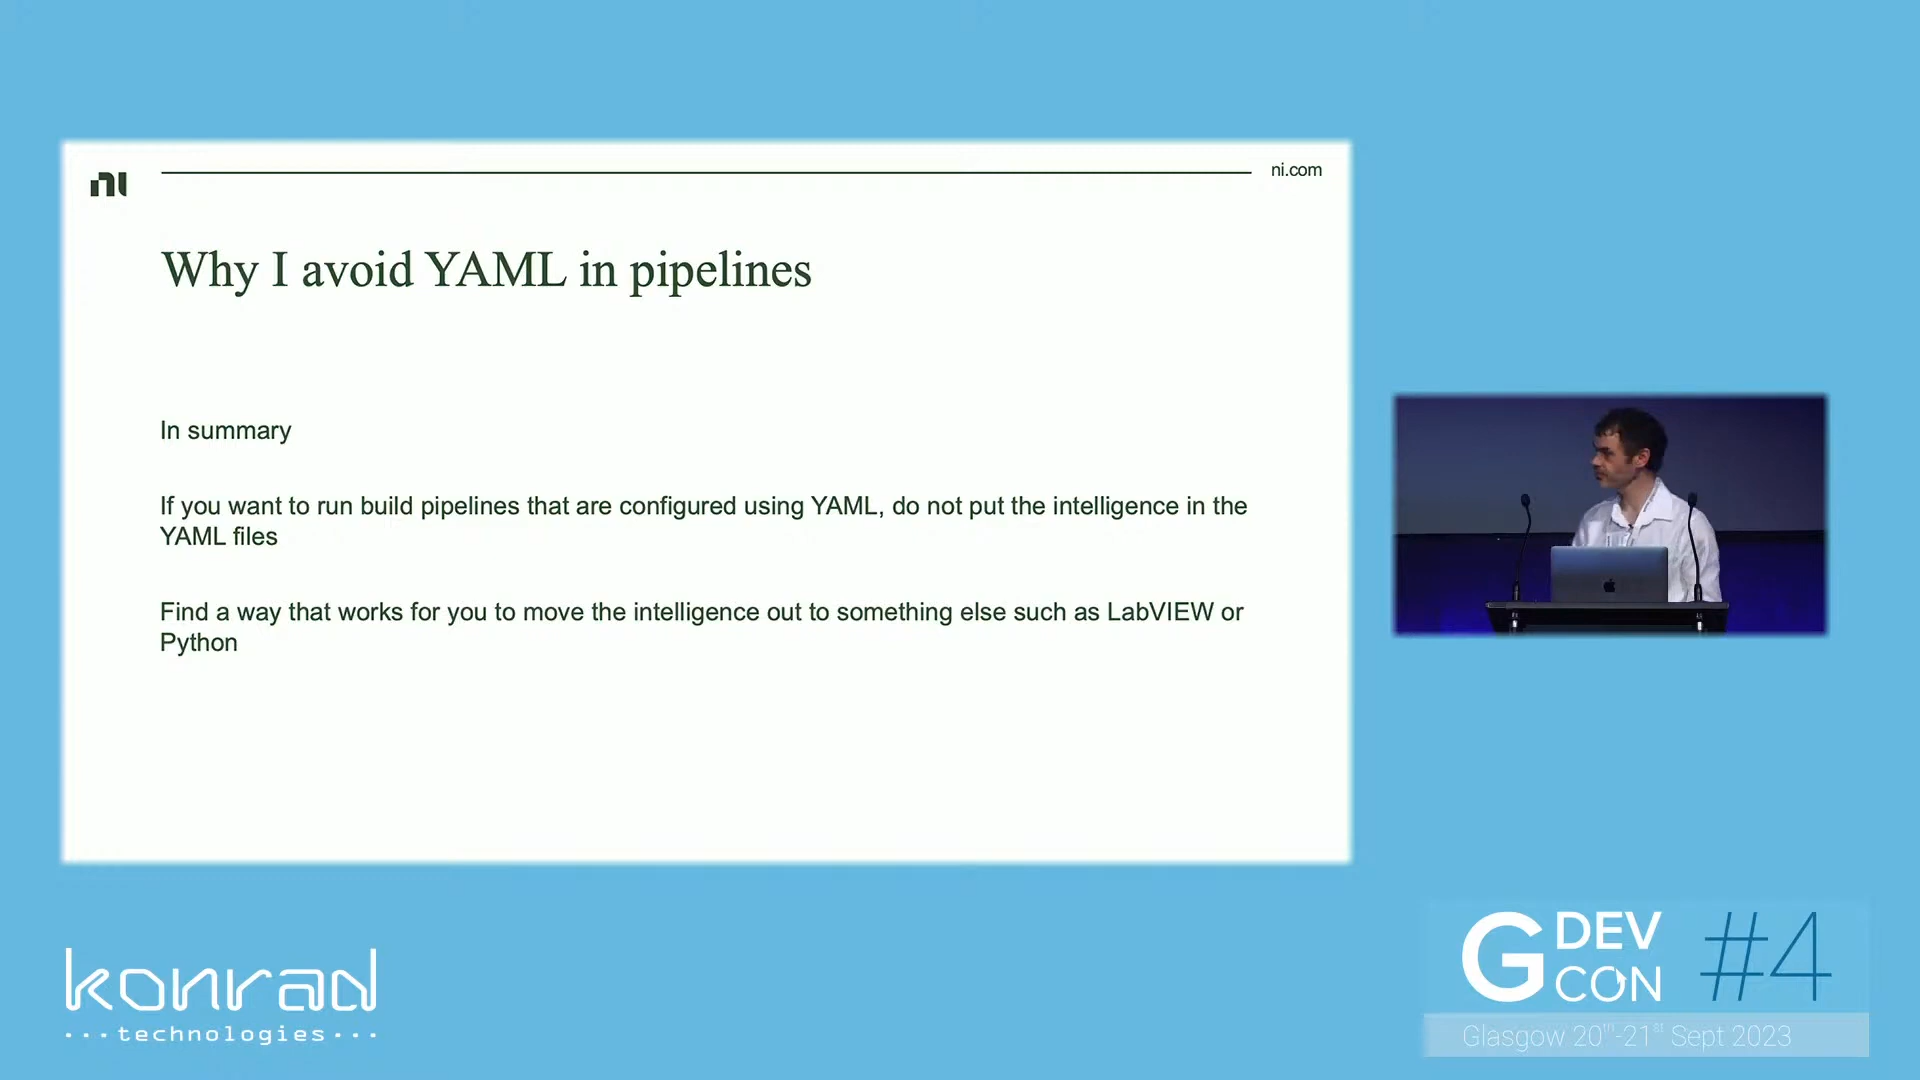 ni
ni.com
Why I avoid YAML in pipelines
In summary
If you want to run build pipelines that are configured using YAML, do not put the intelligence in the
YAML files
Find a way that works for you to move the intelligence out to something else such as LabVIEW or
Python
konrad
technologies
G DEV CON #4
Glasgow 20th-21st Sept 2023